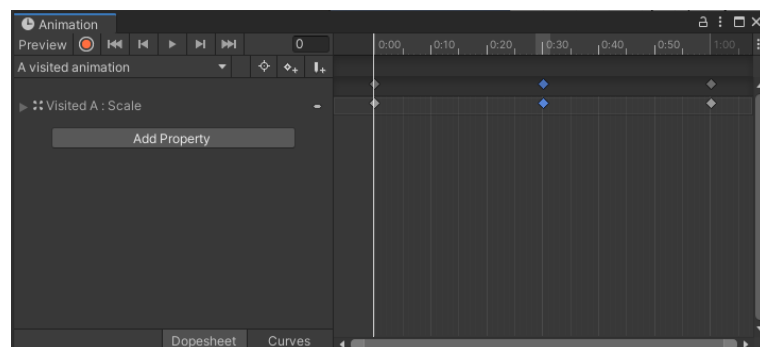 Animation
Preview 0 0:00 0:10 0:20 0:30 0:40 0:50 1:00
A visited animation
Visited A : Scale
Add Property
Dopesheet Curves